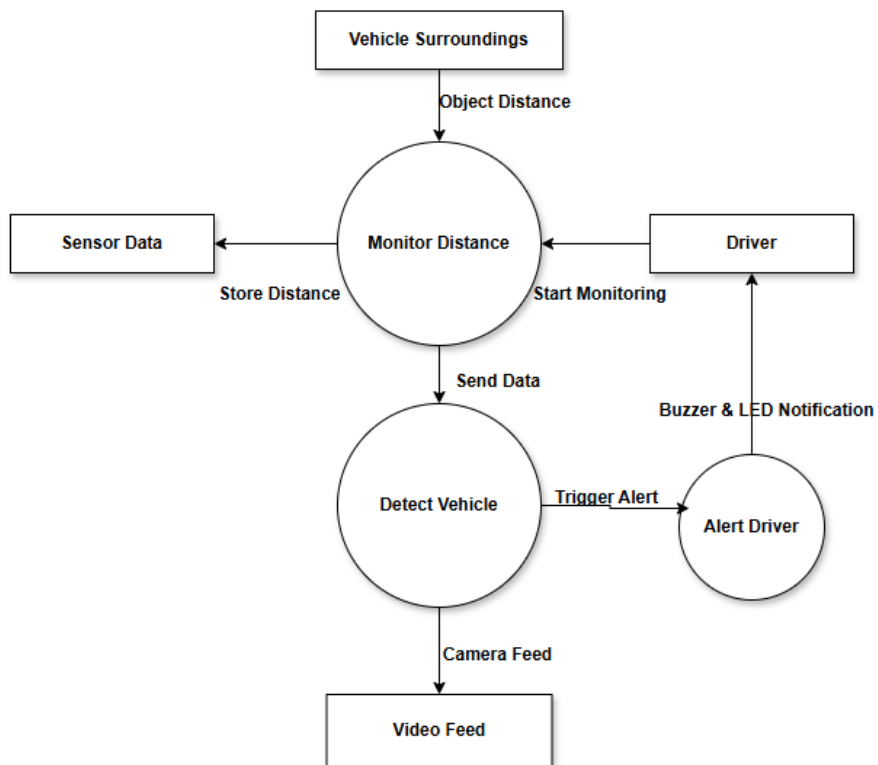 Vehicle Surroundings
Object Distance
Sensor Data
Monitor Distance
Driver
Store Distance
Start Monitoring
Send Data
Buzzer & LED Notification
Detect Vehicle
Trigger Alert
Alert Driver
Camera Feed
Video Feed